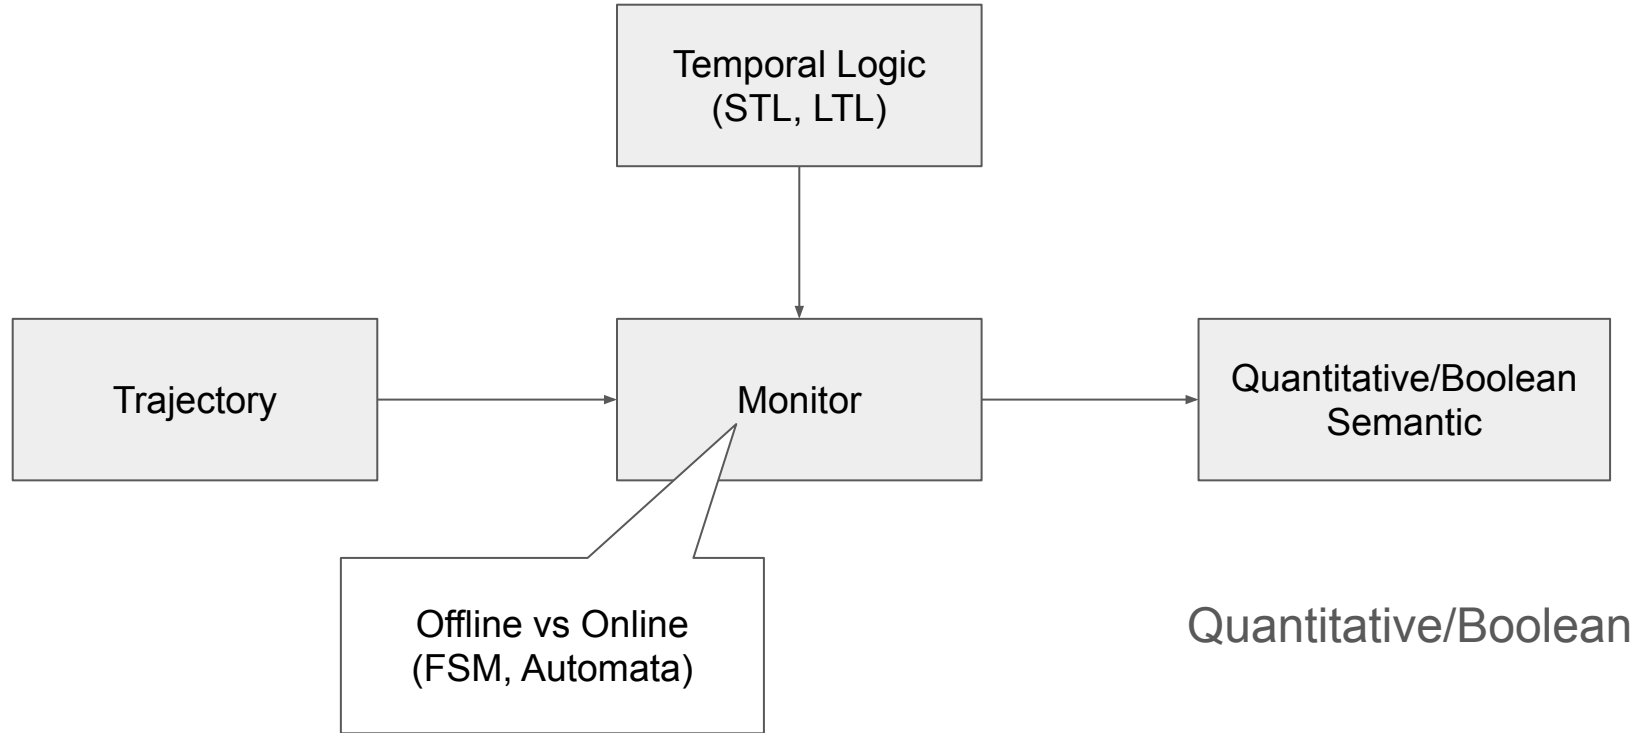 Temporal Logic
(STL, LTL)
Trajectory
Monitor
Quantitative/Boolean
Semantic
Offline vs Online
(FSM, Automata)
Quantitative/Boolean